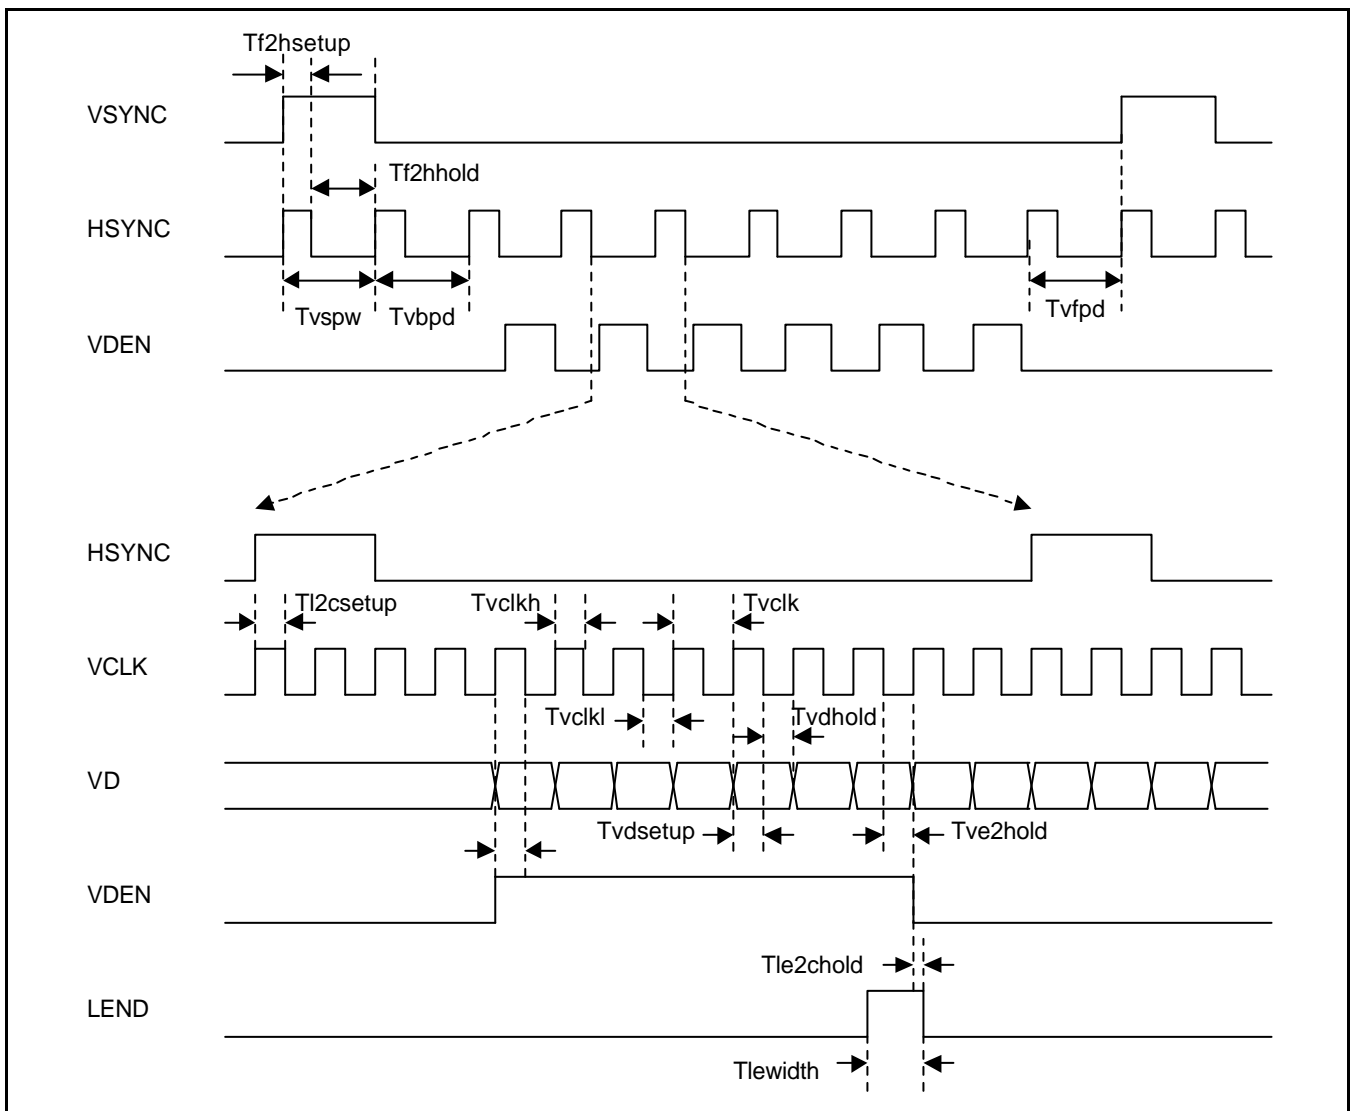 Tf2hsetup
VSYNC
Tf2hhold
HSYNC
Tvspw
Tvbpd
Tvfpd
VDEN
HSYNC
Tl2csetup
Tvclkh
Tvclk
VCLK
Tvclkl
Tvdhold
VD
Tvdsetup
Tve2hold
VDEN
Tle2chold
LEND
Tlewidth